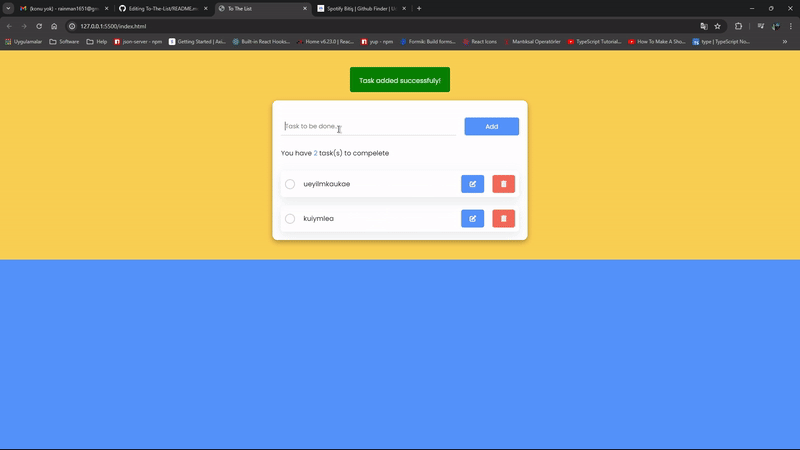 (konu yok) - rainman1651@gm
Editing To-The-List/README.m
To The List
Spotify Bitiş | Github Finder | U
127.0.0.1:5500/index.html
Uygulamalar
Software
Help
json-server - npm
Getting Started | Axi...
Built-in React Hooks...
Home v6.23.0 | Reac...
yup - npm
Formik: Build forms...
React Icons
Mantıksal Operatörler
TypeScript Tutorial...
How To Make A Sho...
type | TypeScript No...
Task added successfuly!
Task to be done...
Add
You have 2 task(s) to compelete
ueyilmkaukae
kuiymlea